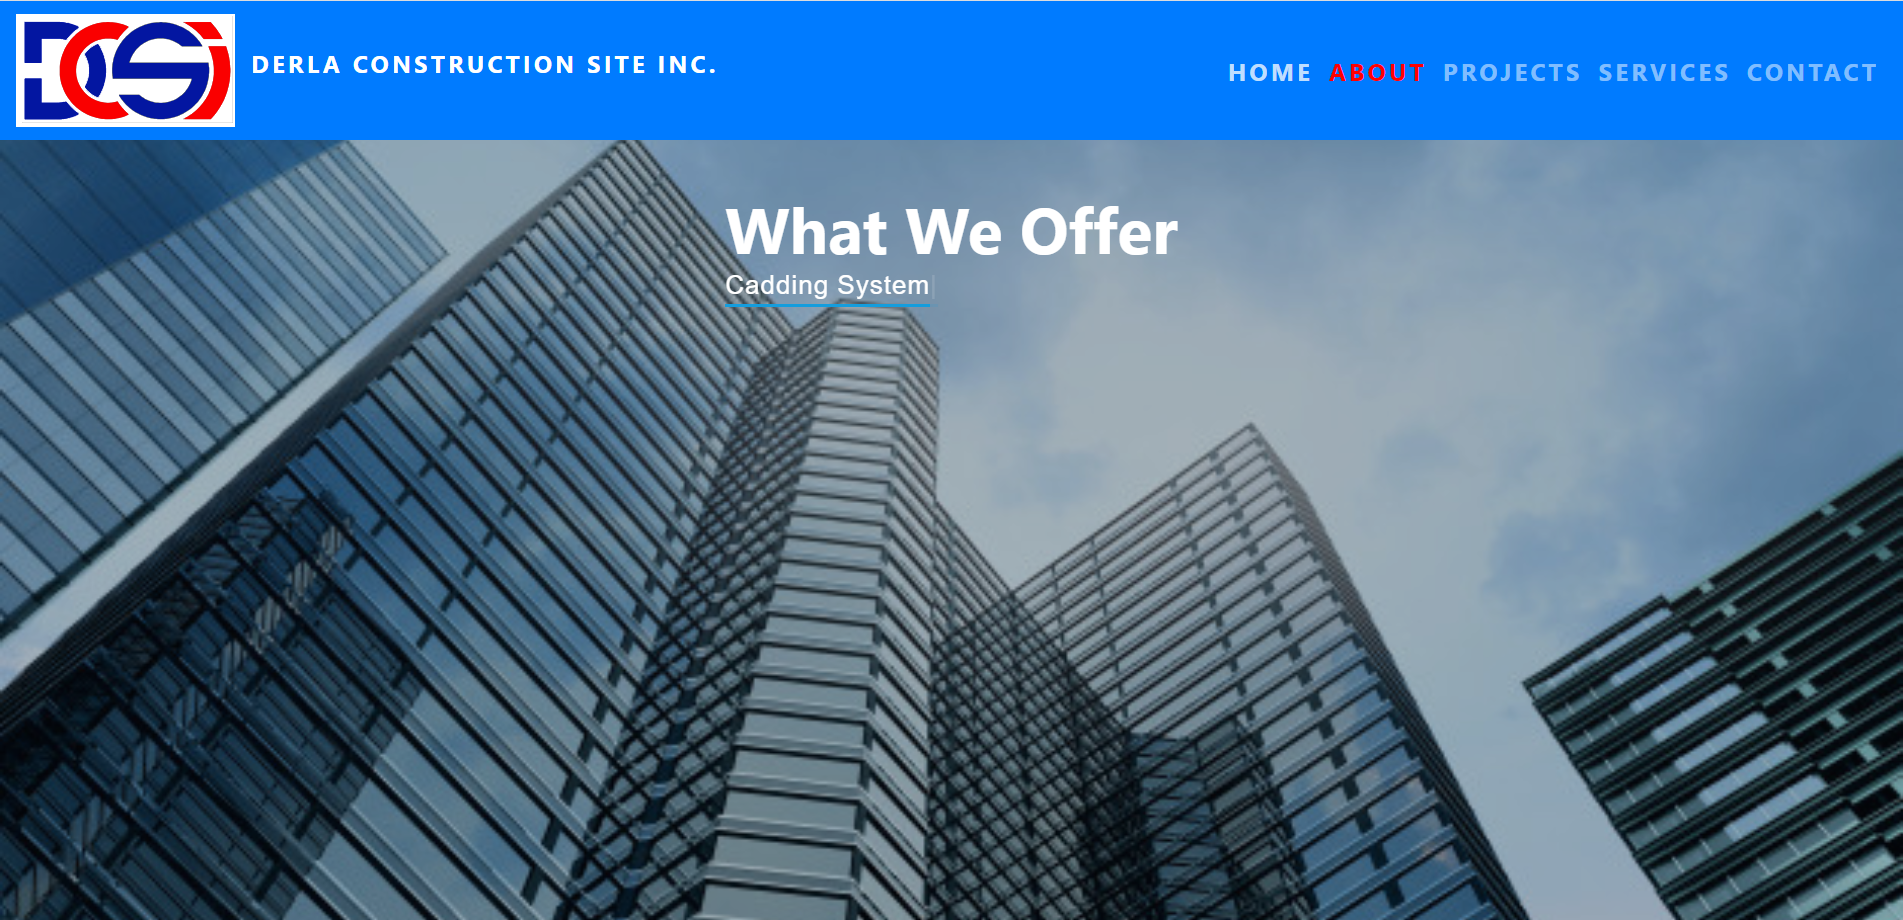 DCSi
DERLA CONSTRUCTION SITE INC.
HOME ABOUT PROJECTS SERVICES CONTACT
What We Offer
Cadding System